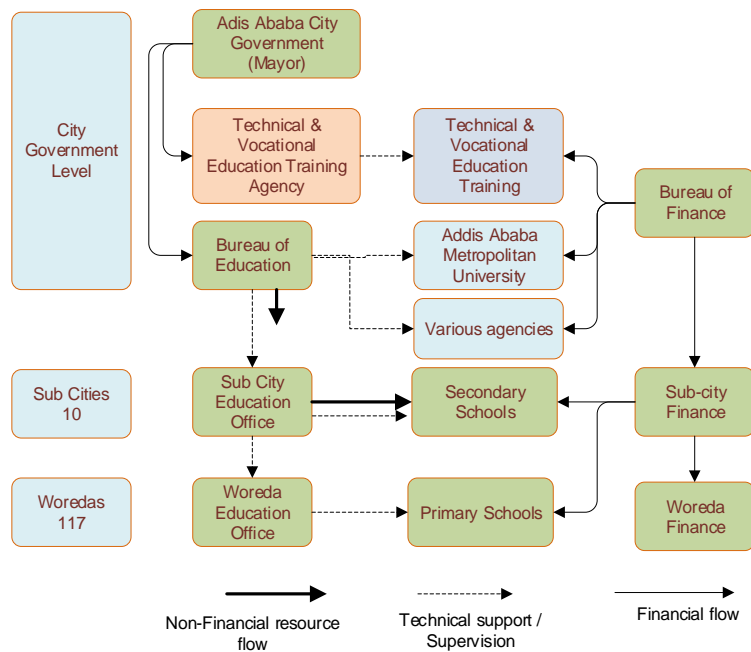 Adis Ababa City
Government
(Mayor)
City
Government
Level
Technical &
Vocational
Education Training
Agency
Technical &
Vocational
Education
Training
Bureau of
Finance
Bureau of
Education
Addis Ababa
Metropolitan
University
Various agencies
Sub Cities
10
Sub City
Education
Office
Secondary
Schools
Sub-city
Finance
Woredas
117
Woreda
Education
Office
Primary Schools
Woreda
Finance
Non-Financial resource
flow
Technical support /
Supervision
Financial flow